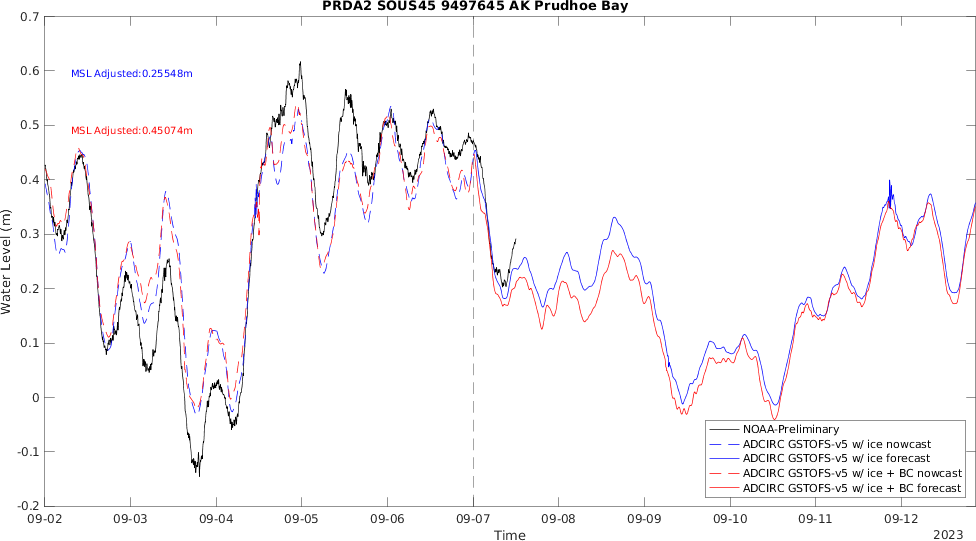 PRDA2 SOUS45 9497645 AK Prudhoe Bay
0.7
0.6
0.5
0.4
0.3
0.2
0.1
0
-0.1
-0.2
Water Level (m)
MSL Adjusted:0.25548m
MSL Adjusted:0.45074m
NOAA-Preliminary
ADCIRC GSTOFS-v5 w/ ice nowcast
ADCIRC GSTOFS-v5 w/ ice forecast
ADCIRC GSTOFS-v5 w/ ice + BC nowcast
ADCIRC GSTOFS-v5 w/ ice + BC forecast
09-02 09-03 09-04 09-05 09-06 09-07 09-08 09-09 09-10 09-11 09-12
Time
2023